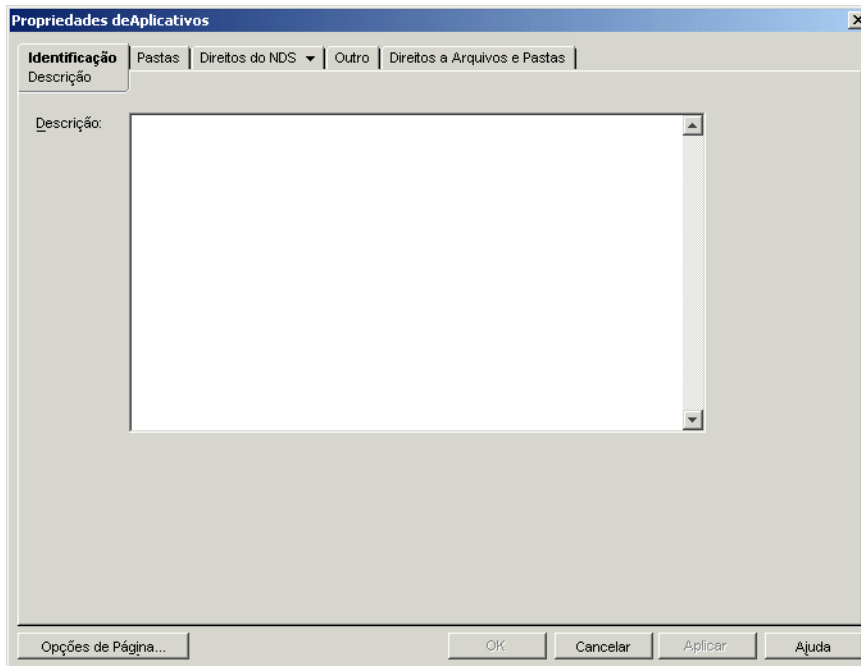 Propriedades deAplicativos
Identificação Pastas Direitos do NDS Outro Direitos a Arquivos e Pastas
Descrição
Descrição:
Opções de Página... OK Cancelar Aplicar Ajuda